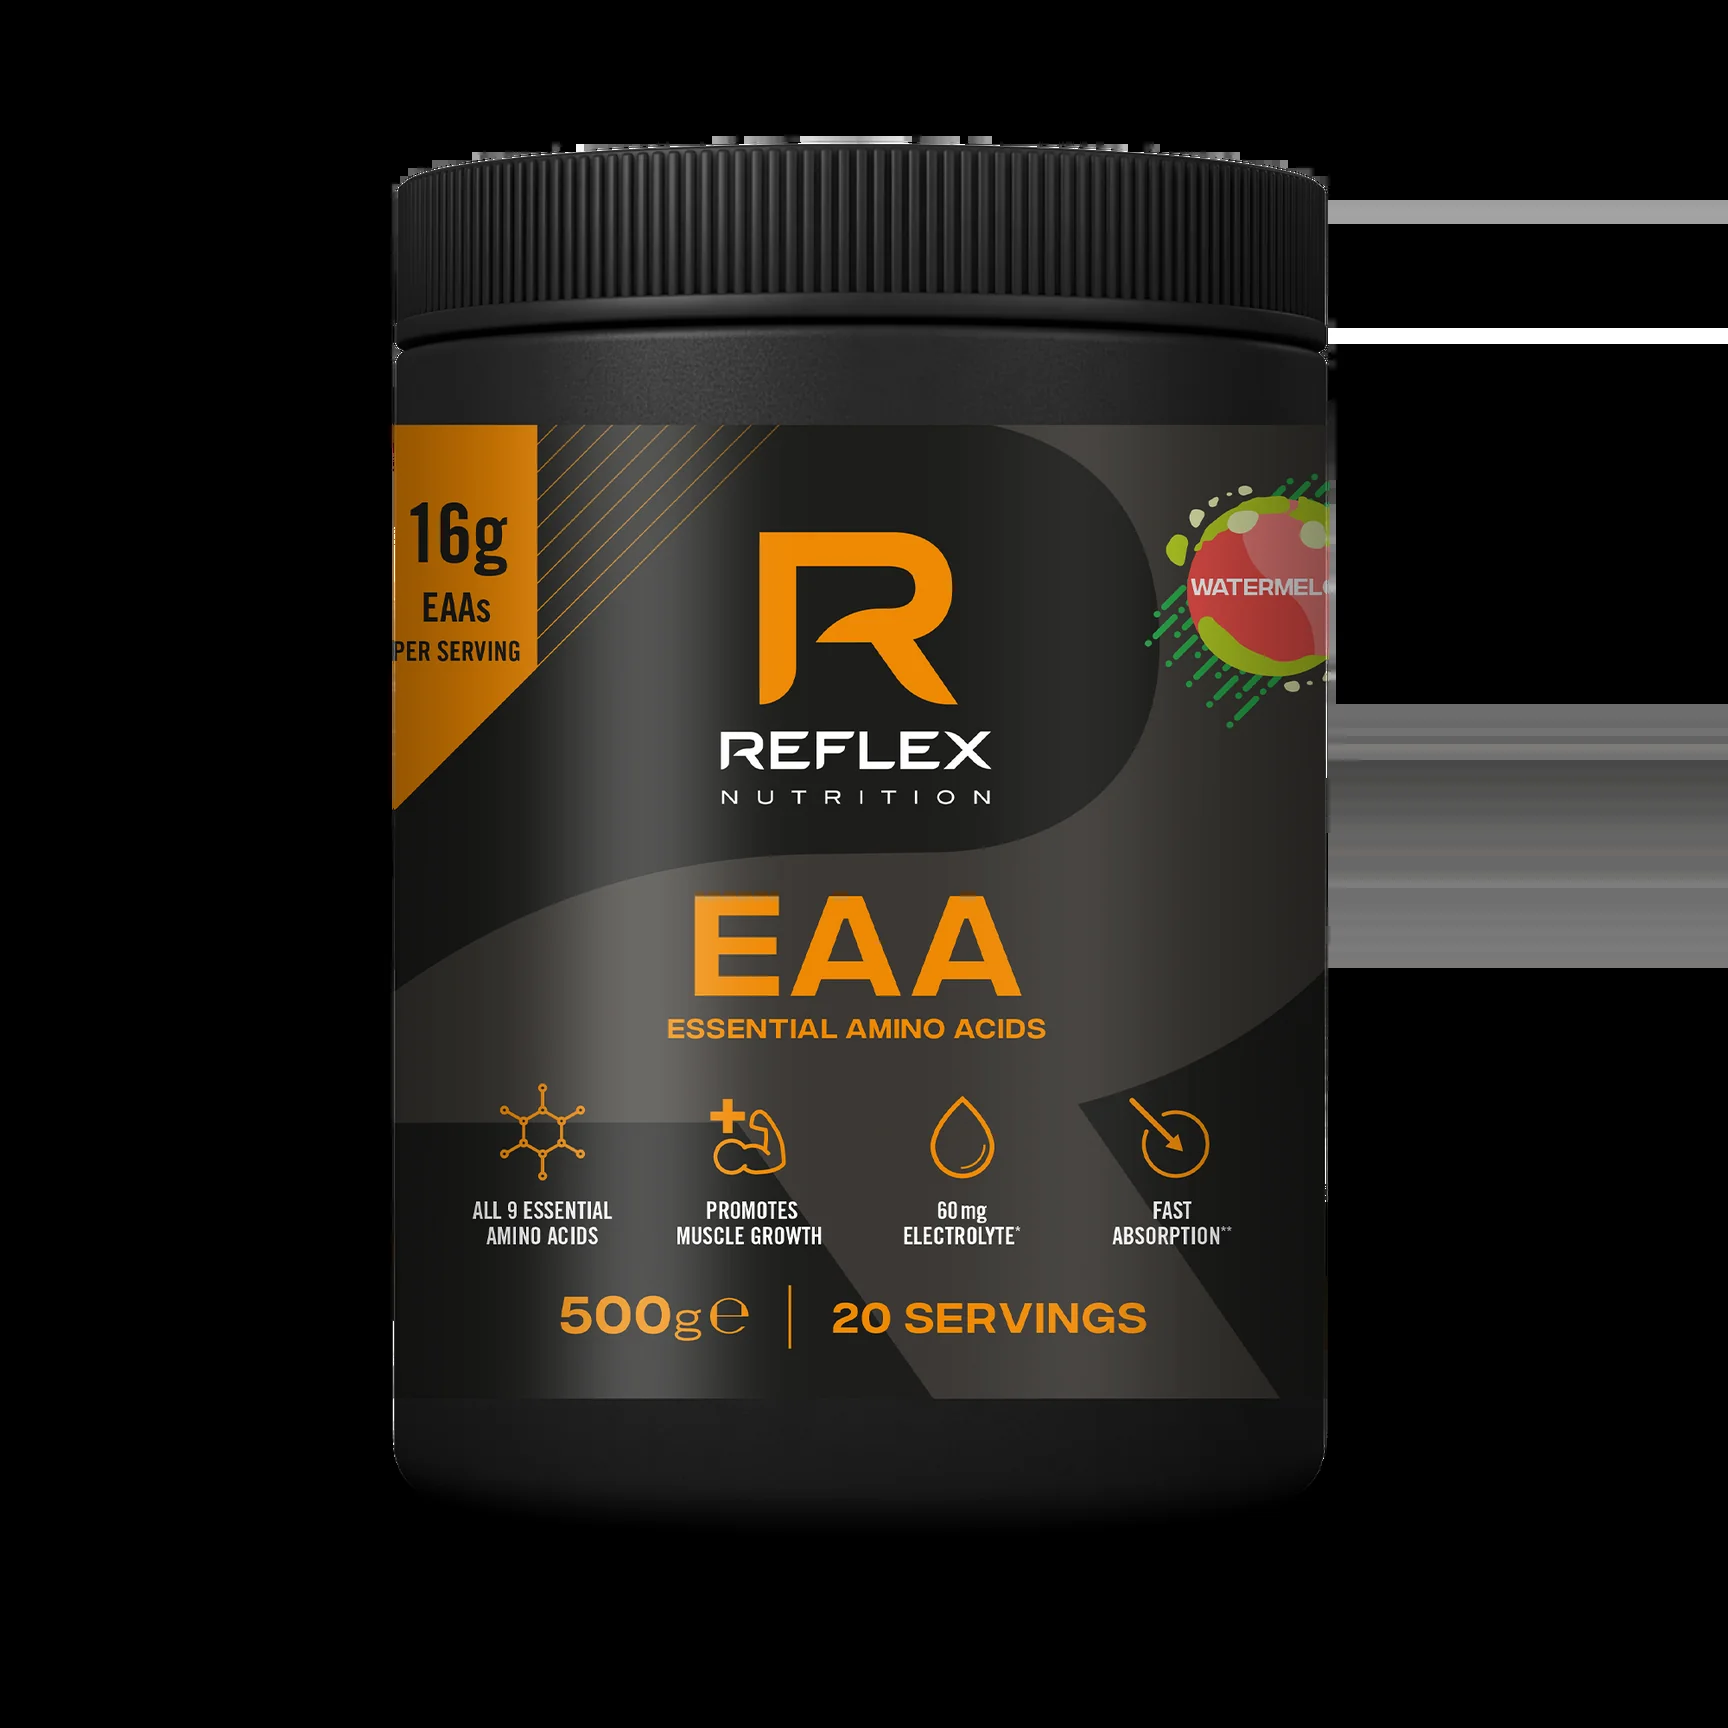 16g
EAAs
PER SERVING
WATERMEL
REFLEX
NUTRITION
EAA
ESSENTIAL AMINO ACIDS
ALL 9 ESSENTIAL
AMINO ACIDS
PROMOTES
MUSCLE GROWTH
60mg
ELECTROLYTE*
FAST
ABSORPTION**
500g℮ | 20 SERVINGS